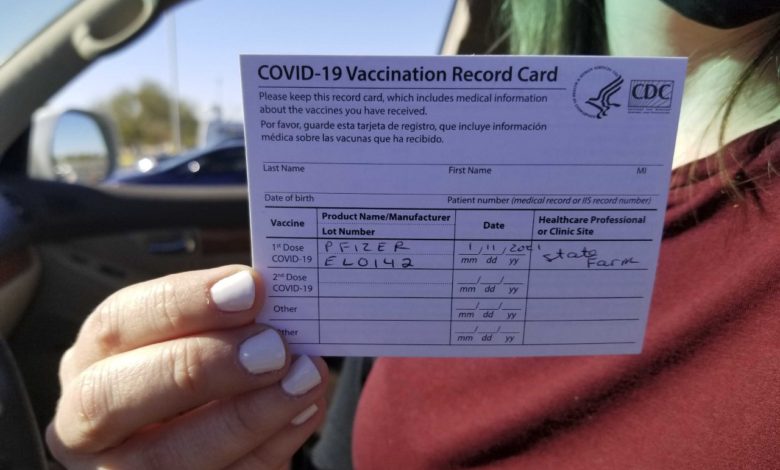 COVID-19 Vaccination Record Card
CDC
Please keep this record card, which includes medical information
about the vaccines you have received.
Por favor, guarde esta tarjeta de registro, que incluye información
médica sobre las vacunas que ha recibido.
Last Name First Name MI
Date of birth Patient number (medical record or IIS record number)
Vaccine Product Name/Manufacturer Date Healthcare Professional
Lot Number or Clinic Site
1st Dose PFIZER 1/11/2021 State
COVID-19 EL0142 mm dd yy Farm
2nd Dose / /
COVID-19 mm dd yy
Other / /
mm dd yy
ther / /
mm dd yy